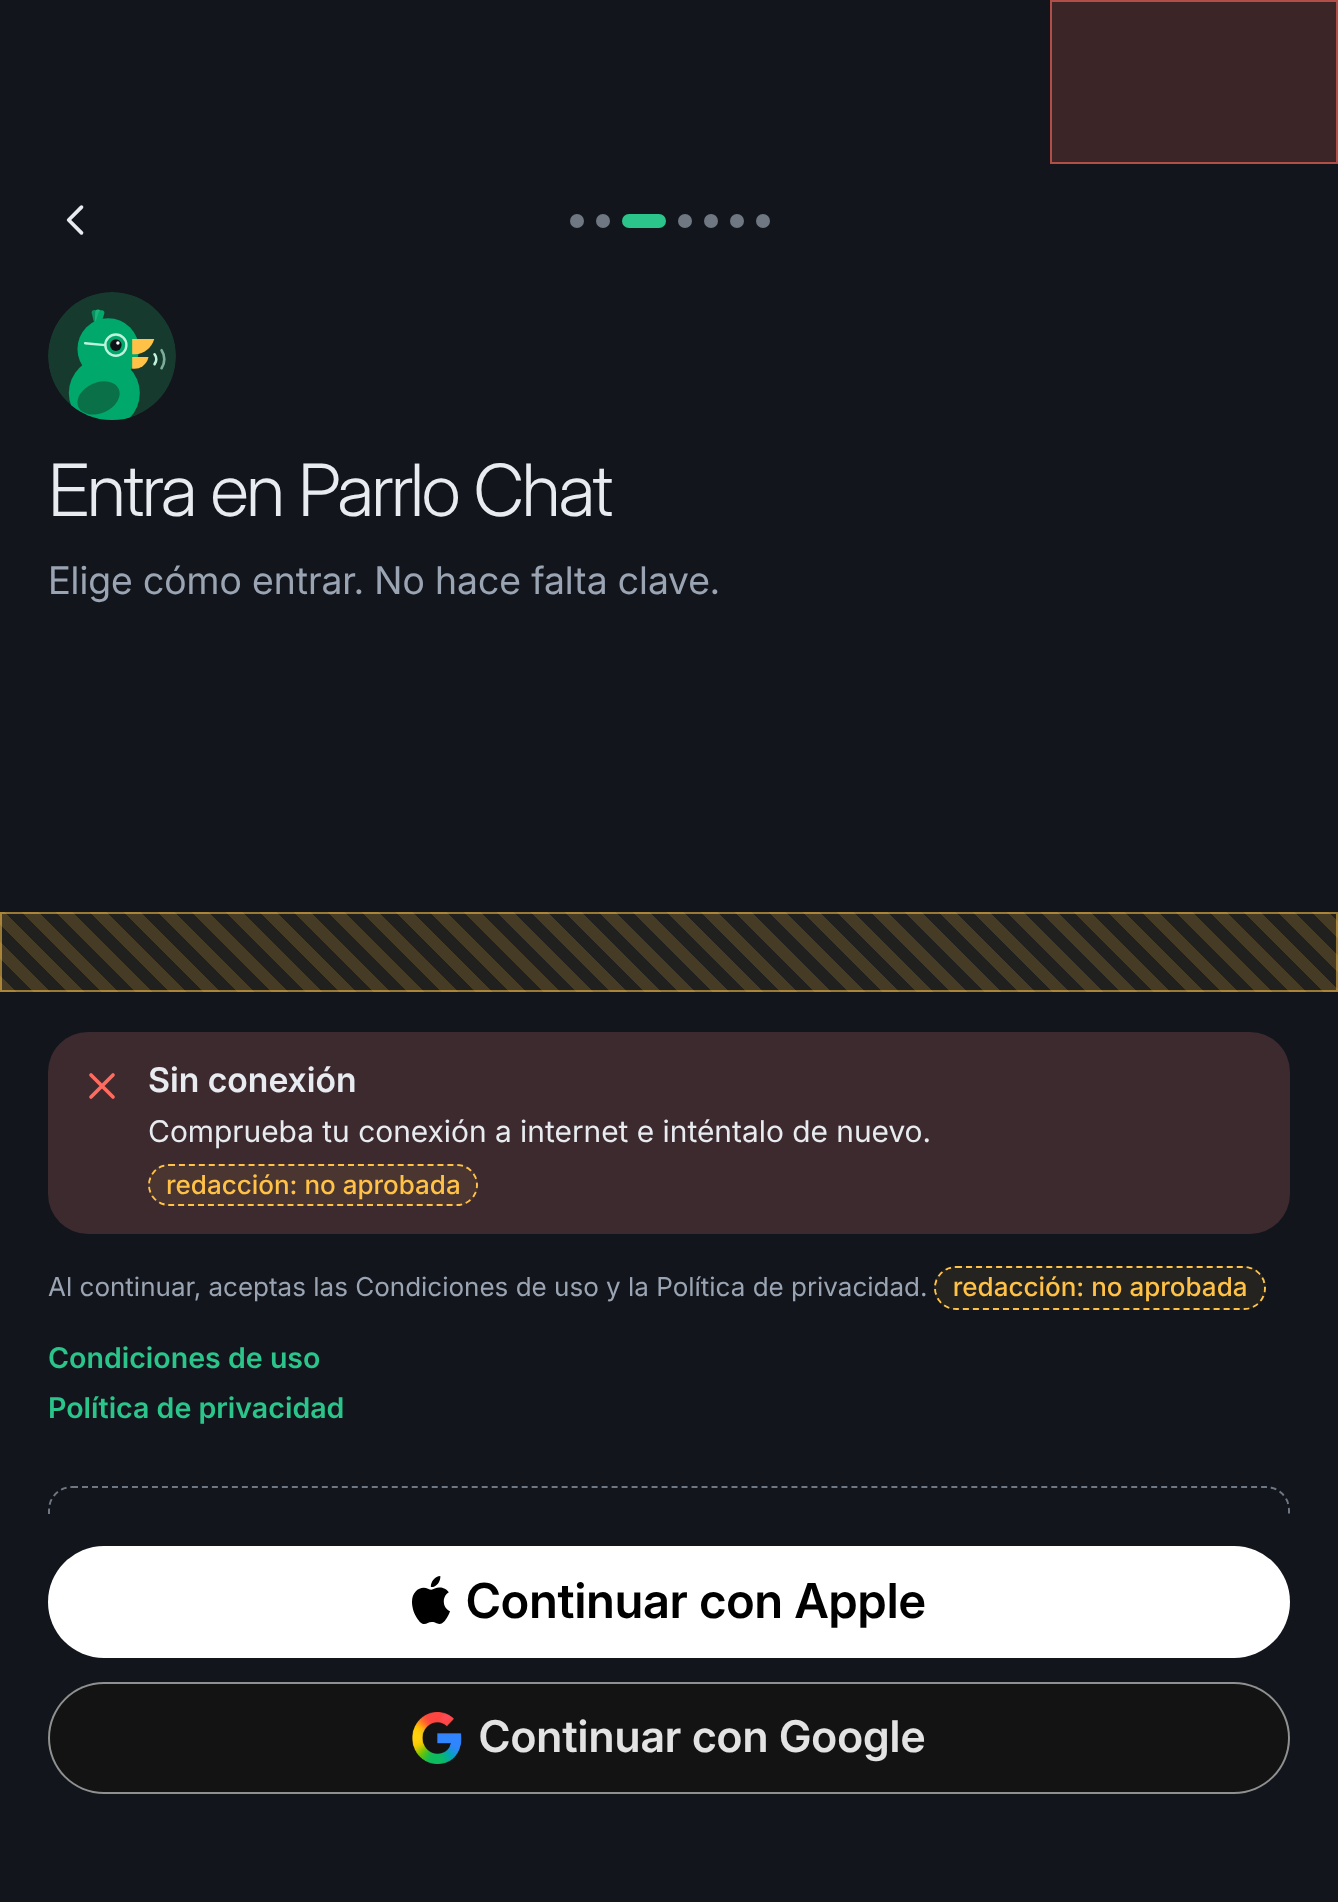 Entra en Parrlo Chat
Elige cómo entrar. No hace falta clave.
Sin conexión
Comprueba tu conexión a internet e inténtalo de nuevo.
redacción: no aprobada
Al continuar, aceptas las Condiciones de uso y la Política de privacidad. redacción: no aprobada
Condiciones de uso
Política de privacidad
Continuar con Apple
Continuar con Google